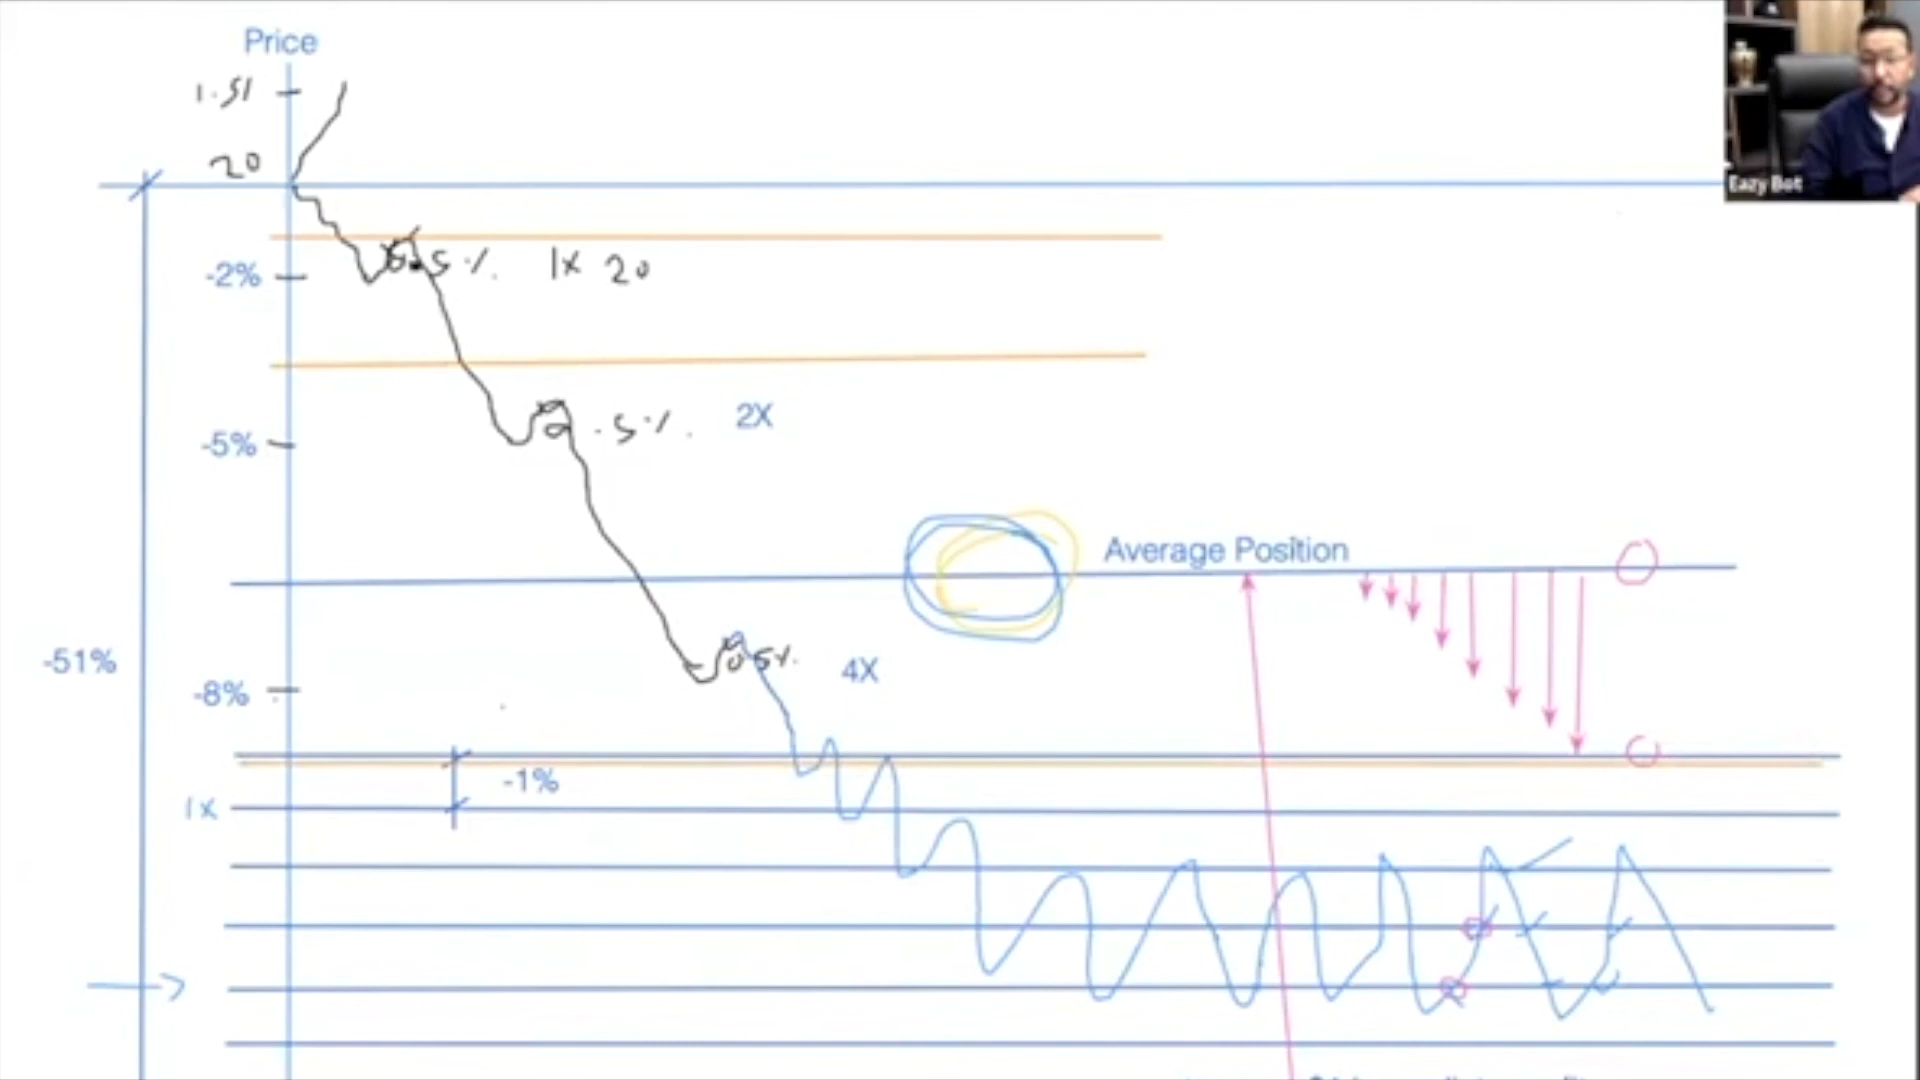 Price
1.51
20
Eazy Bot
-2%
0.5% 1X 20
-5%
.5%. 2X
Average Position
-51%
0.5%. 4X
-8%
-1%
1X